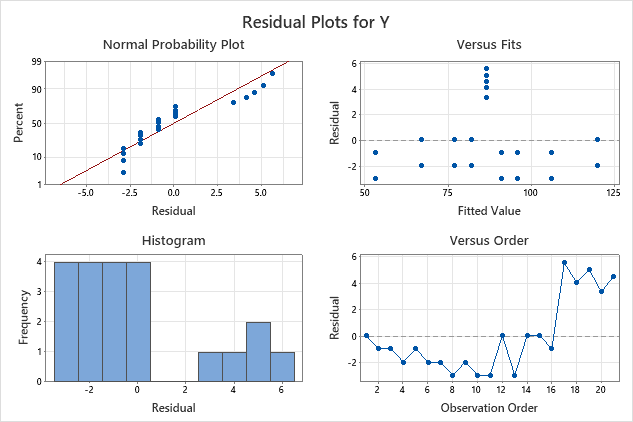 Residual Plots for Y
Normal Probability Plot
99
90
50
10
1
Percent
-5.0 -2.5 0.0 2.5 5.0
Residual
Versus Fits
6
4
2
0
-2
Residual
50 75 100 125
Fitted Value
Histogram
4
3
2
1
0
Frequency
-2 0 2 4 6
Residual
Versus Order
6
4
2
0
-2
Residual
2 4 6 8 10 12 14 16 18 20
Observation Order